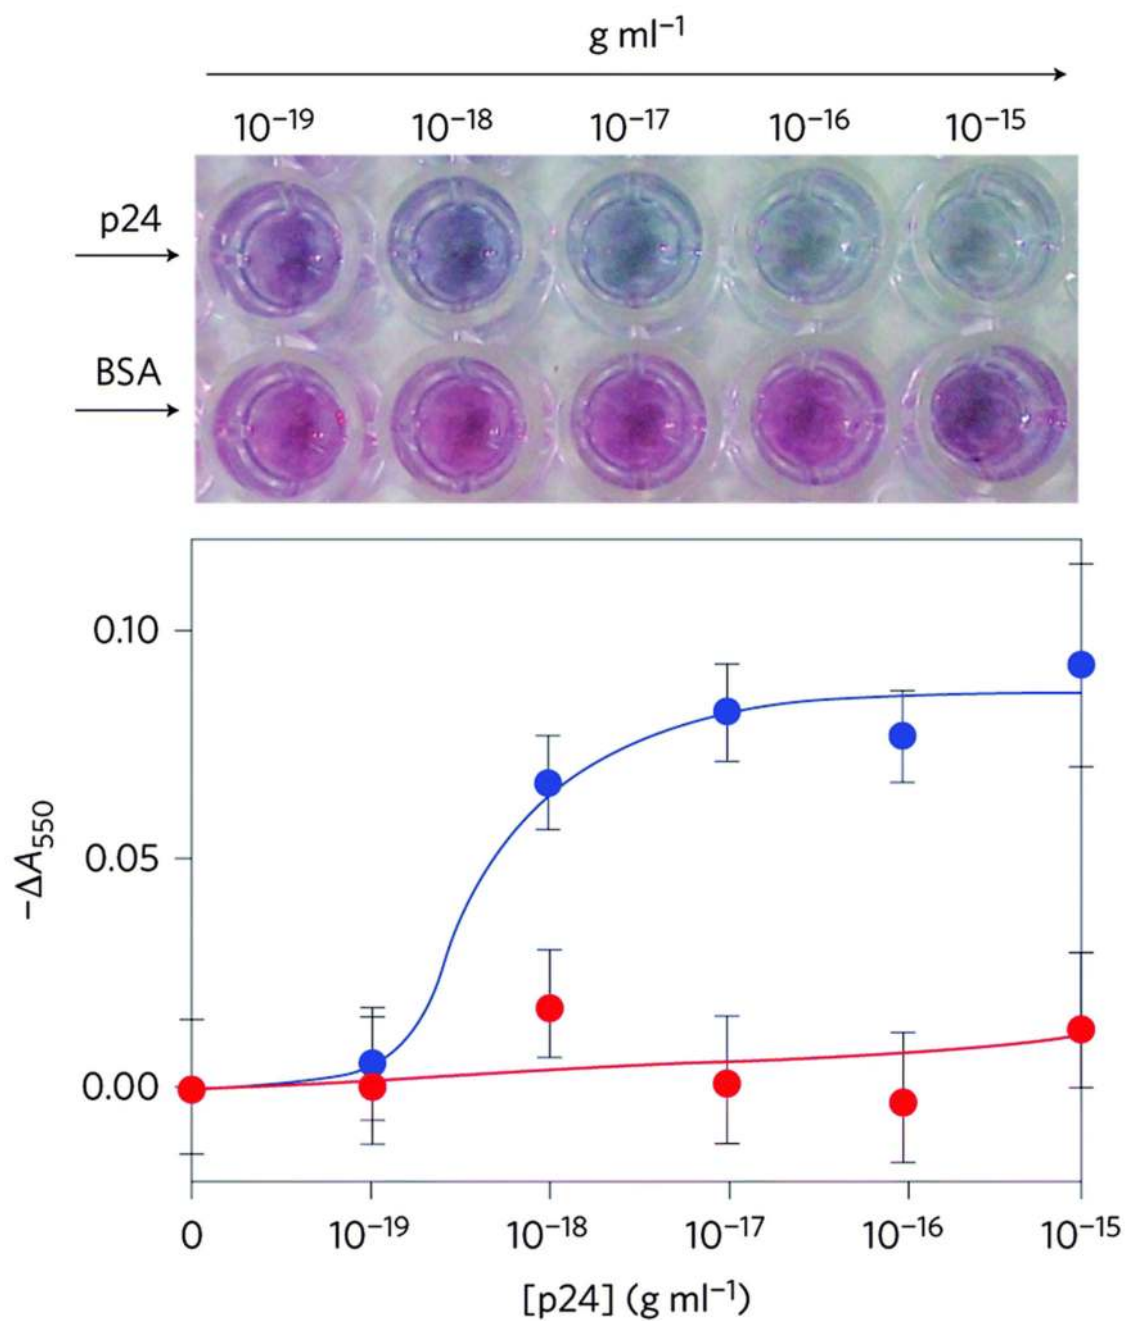 g ml⁻¹
10⁻¹⁹ 10⁻¹⁸ 10⁻¹⁷ 10⁻¹⁶ 10⁻¹⁵
p24
BSA
0.10
0.05
0.00
−ΔA₅₅₀
0 10⁻¹⁹ 10⁻¹⁸ 10⁻¹⁷ 10⁻¹⁶ 10⁻¹⁵
[p24] (g ml⁻¹)